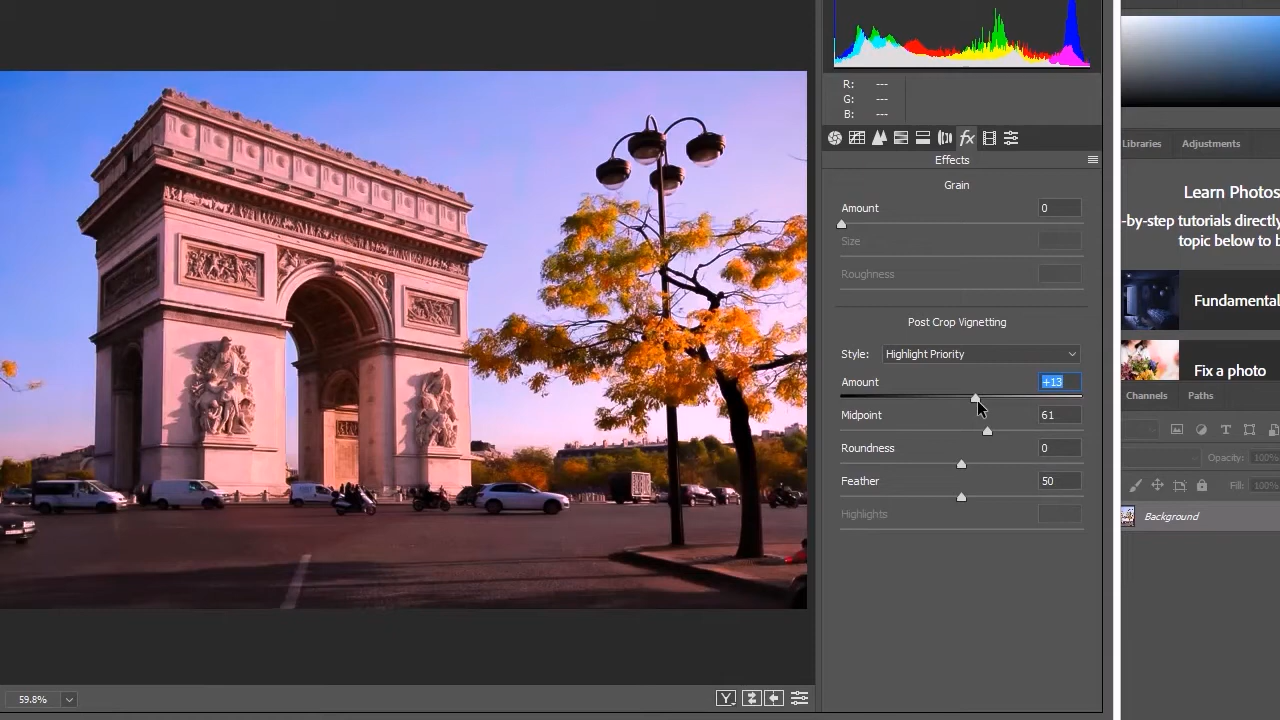 R: ---
G: ---
B: ---
fx
Effects
Grain
Amount 0
Size
Roughness
Post Crop Vignetting
Style: Highlight Priority
Amount +13
Midpoint 61
Roundness 0
Feather 50
Highlights
59.8%
Y
Libraries Adjustments
Learn Photos
-by-step tutorials directly
topic below to b
Fundamental
Fix a photo
Channels Paths
T
Opacity: 100%
Fill: 100%
Background